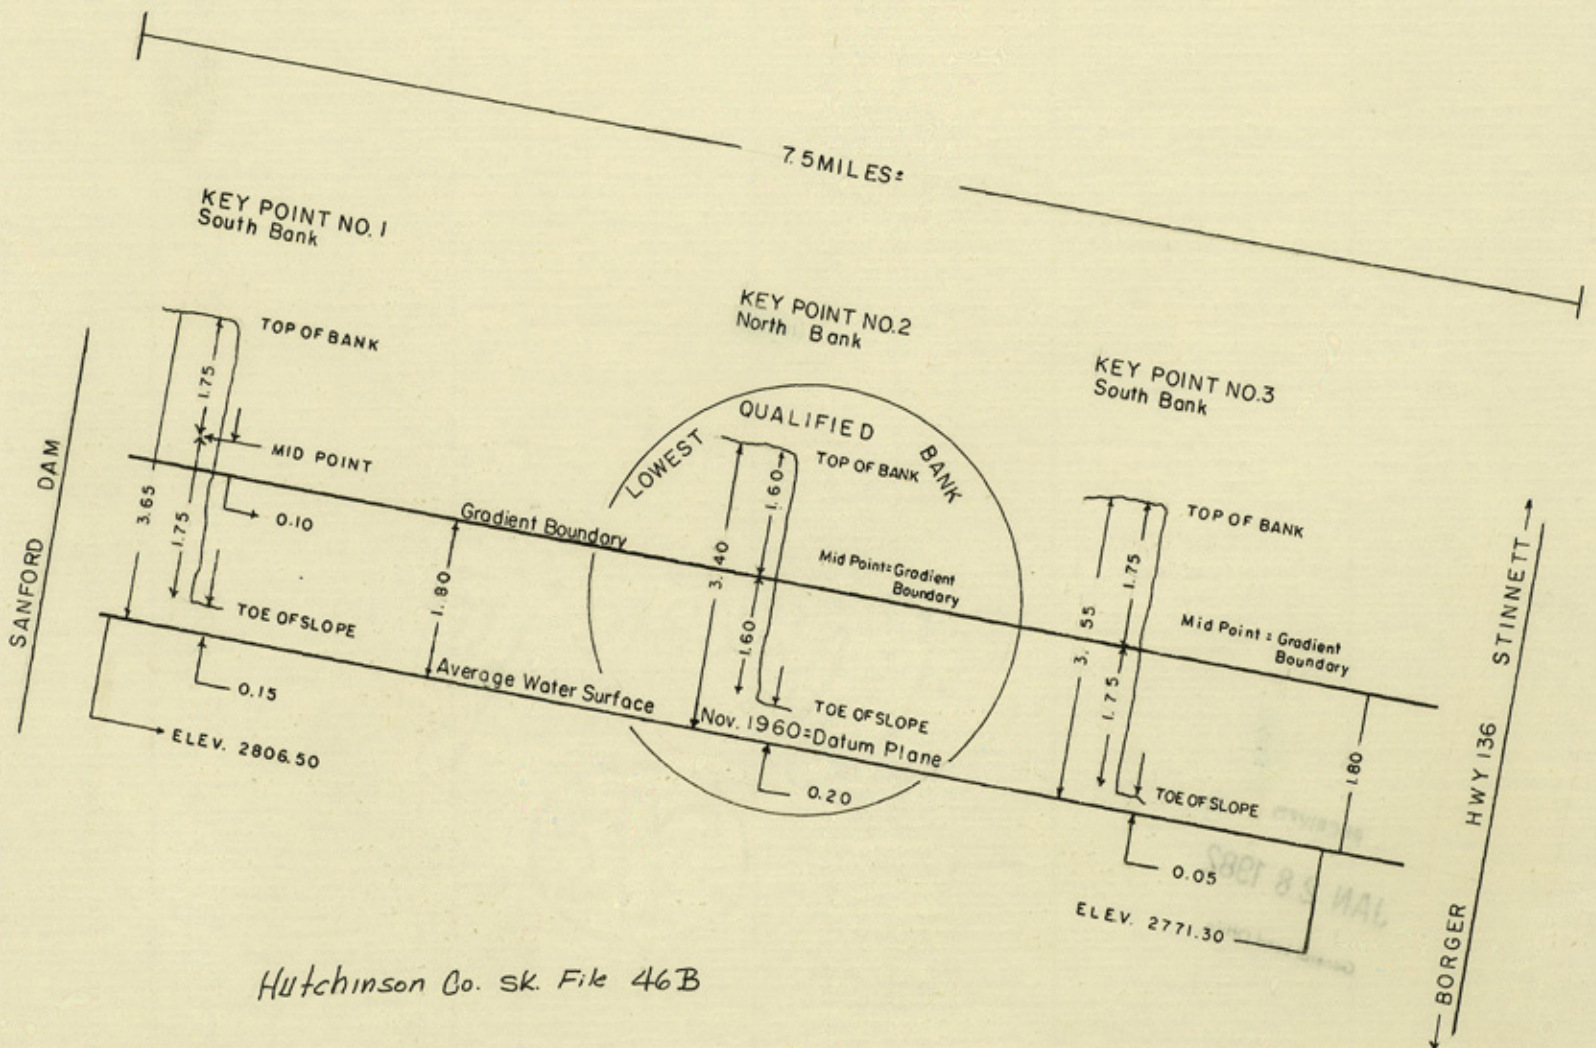 7.5 MILES±
KEY POINT NO. 1
South Bank
KEY POINT NO. 2
North Bank
KEY POINT NO. 3
South Bank
SANFORD DAM
TOP OF BANK
1.75
MID POINT
3.65
1.75
0.10
TOE OF SLOPE
0.15
ELEV. 2806.50
Gradient Boundary
1.80
Average Water Surface
LOWEST QUALIFIED BANK
TOP OF BANK
1.60
3.40
Mid Point=Gradient
Boundary
1.60
TOE OF SLOPE
Nov. 1960=Datum Plane
0.20
TOP OF BANK
1.75
3.55
Mid Point = Gradient
Boundary
1.75
TOE OF SLOPE
0.05
1.80
ELEV. 2771.30
STINNETT
HWY 136
BORGER
JAN 28 1982
Hutchinson Co. SK. File 46B